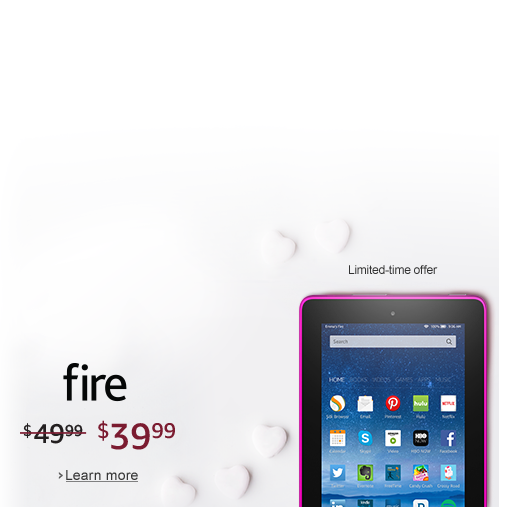 Limited-time offer
Search
HOME BOOKS VIDEOS GAMES APPS MUSIC
Silk Browser Email Pinterest Hulu Netflix
Calendar Skype HBO NOW Facebook
Twitter Evernote Candy Crush
fire
$49.99 $39.99
›Learn more